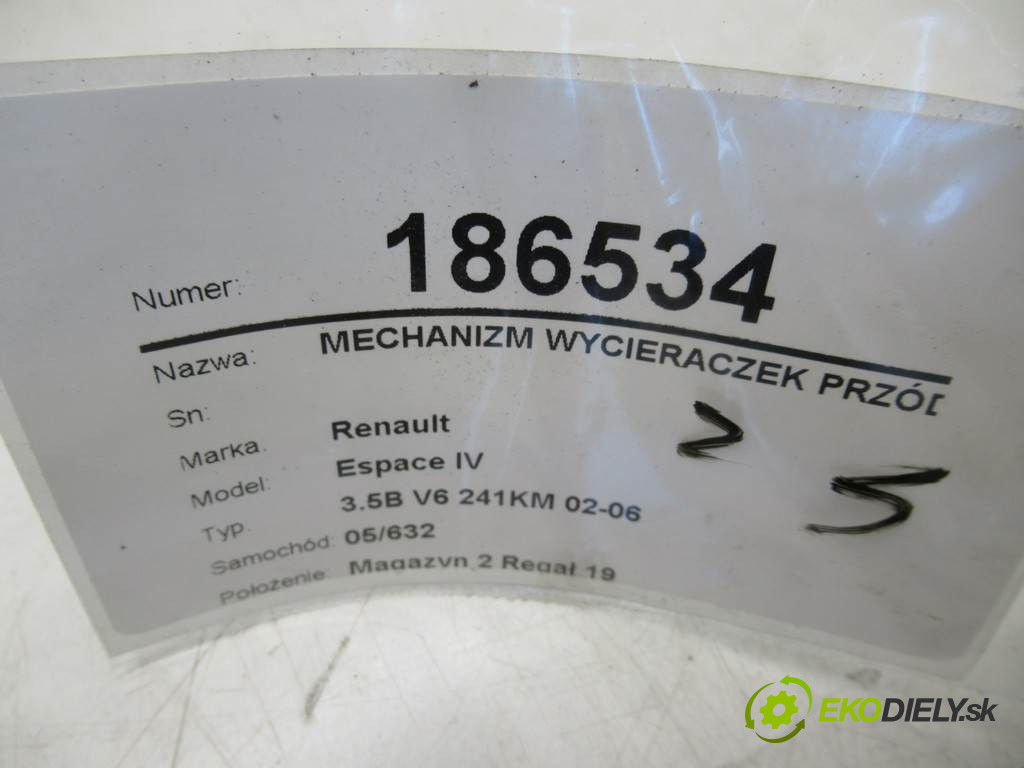 Numer: 186534
Nazwa: MECHANIZM WYCIERACZEK PRZÓD
Sn:
Marka: Renault
Model: Espace IV
Typ: 3.5B V6 241KM 02-06
Samochód: 05/632
Położenie: Magazyn 2 Regał 19
2
5
EKODIELY.sk